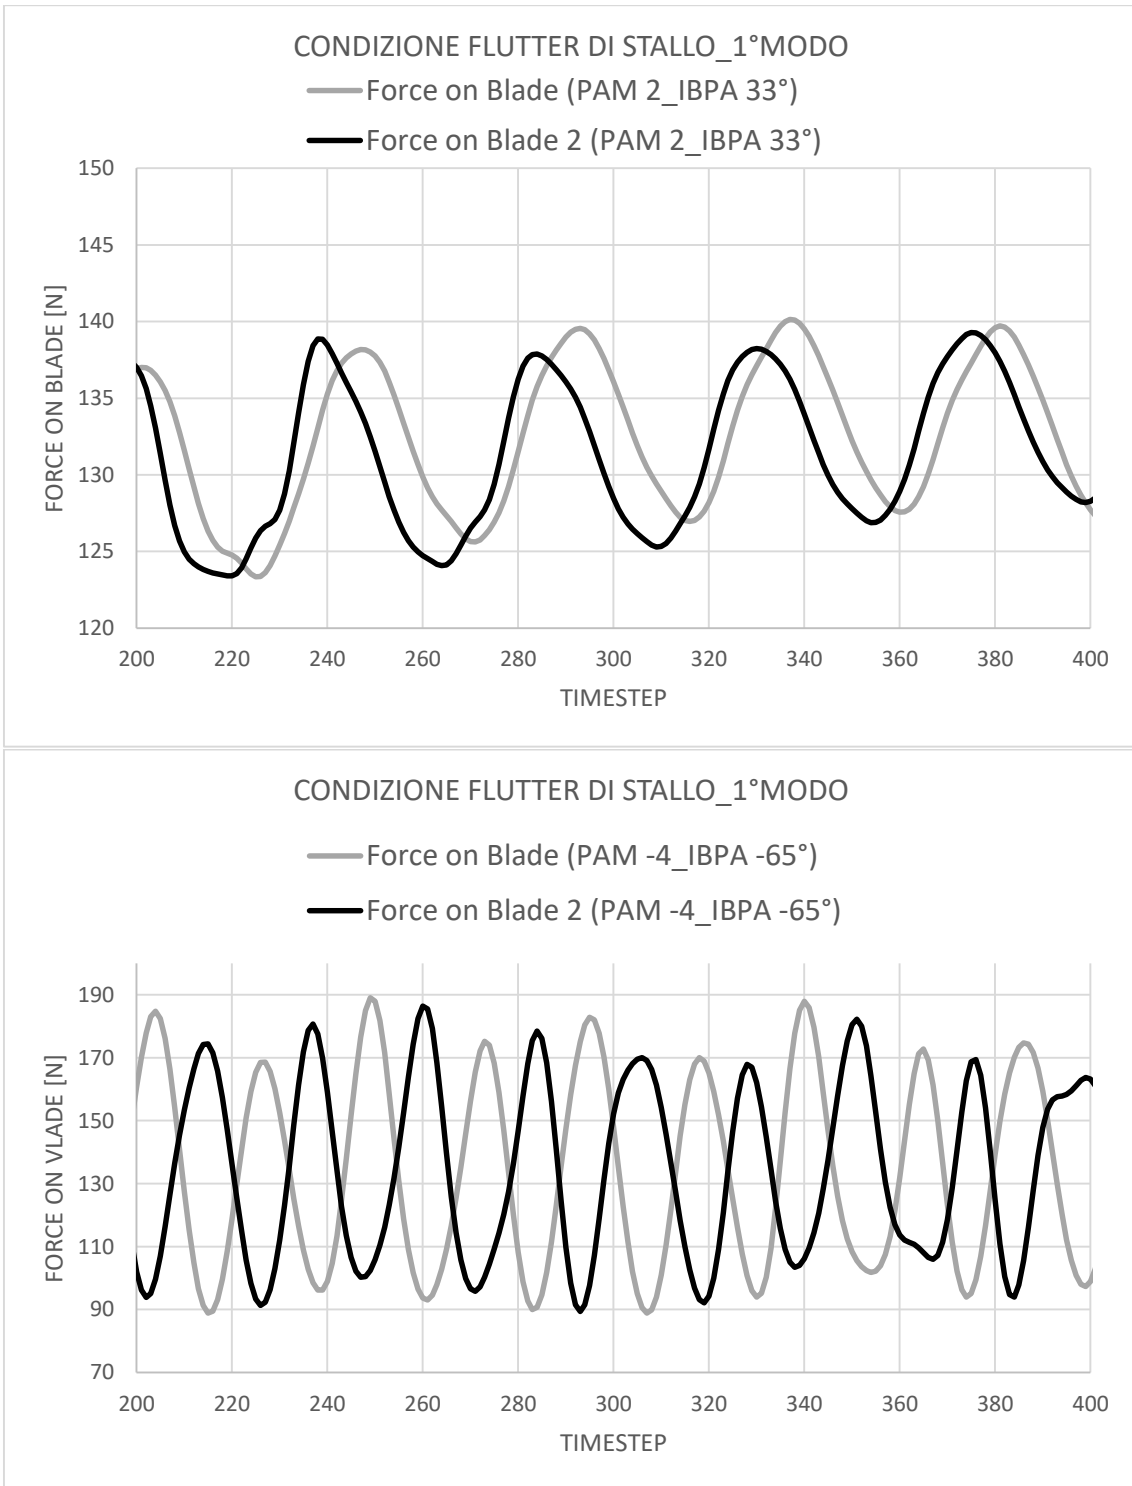 CONDIZIONE FLUTTER DI STALLO_1°MODO
Force on Blade (PAM 2_IBPA 33°)
Force on Blade 2 (PAM 2_IBPA 33°)
150
145
140
135
130
125
120
FORCE ON BLADE [N]
200 220 240 260 280 300 320 340 360 380 400
TIMESTEP
CONDIZIONE FLUTTER DI STALLO_1°MODO
Force on Blade (PAM -4_IBPA -65°)
Force on Blade 2 (PAM -4_IBPA -65°)
190
170
150
130
110
90
70
FORCE ON VLADE [N]
200 220 240 260 280 300 320 340 360 380 400
TIMESTEP